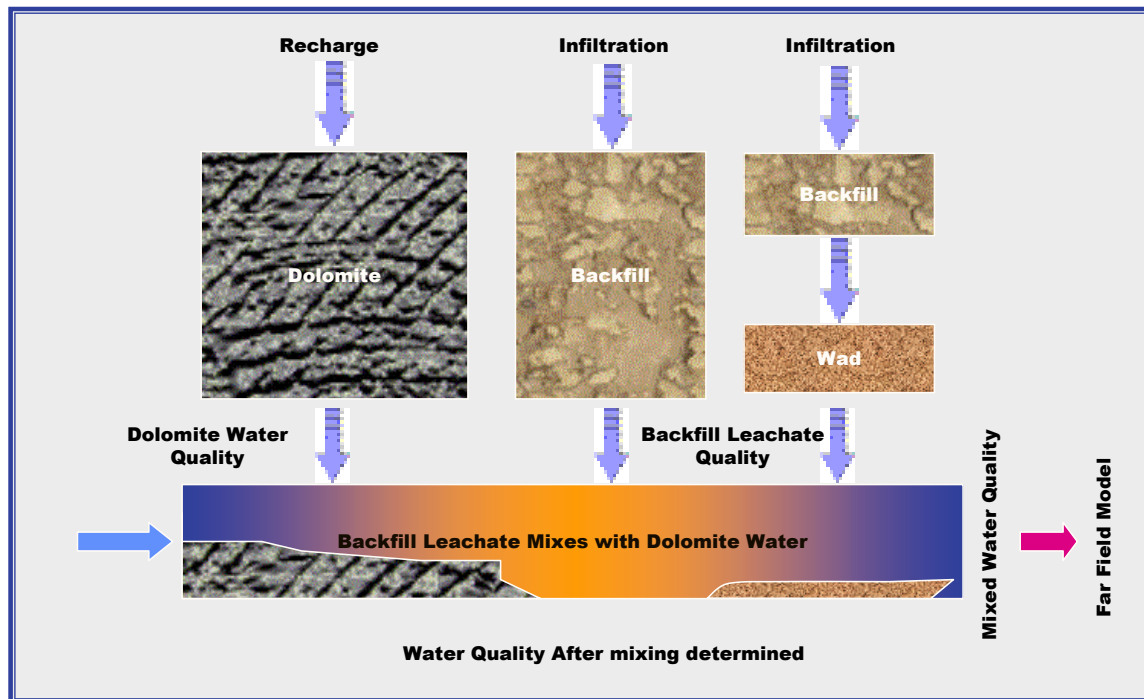 Recharge
Infiltration
Infiltration
Dolomite
Backfill
Backfill
Wad
Dolomite Water
Quality
Backfill Leachate
Quality
Backfill Leachate Mixes with Dolomite Water
Mixed Water Quality
Far Field Model
Water Quality After mixing determined